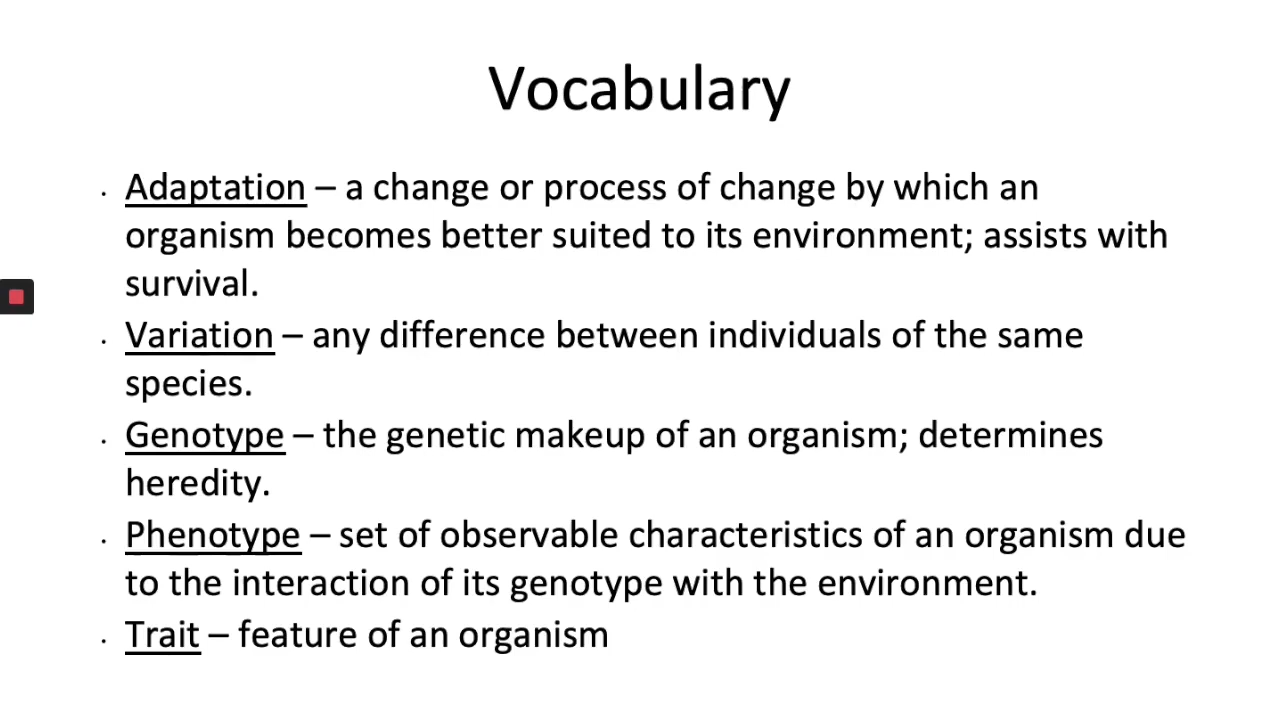 Vocabulary
· Adaptation – a change or process of change by which an
organism becomes better suited to its environment; assists with
survival.
· Variation – any difference between individuals of the same
species.
· Genotype – the genetic makeup of an organism; determines
heredity.
· Phenotype – set of observable characteristics of an organism due
to the interaction of its genotype with the environment.
· Trait – feature of an organism